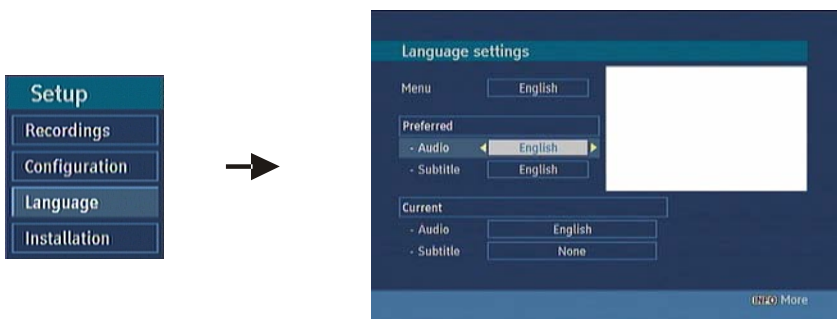 Setup
Recordings
Configuration
Language
Installation
Language settings
Menu English
Preferred
- Audio English
- Subtitle English
Current
- Audio English
- Subtitle None
INFO More